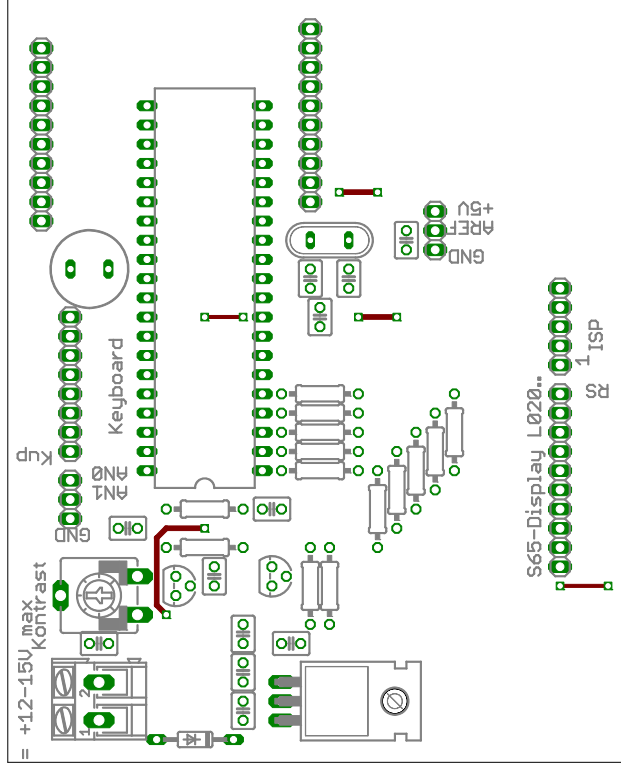 +5V
AREF
GND
Keyboard
1 ISP
RS
S65-Display L020..
Kup
AN0
AN1
GND
= +12-15V max
Kontrast
2
1